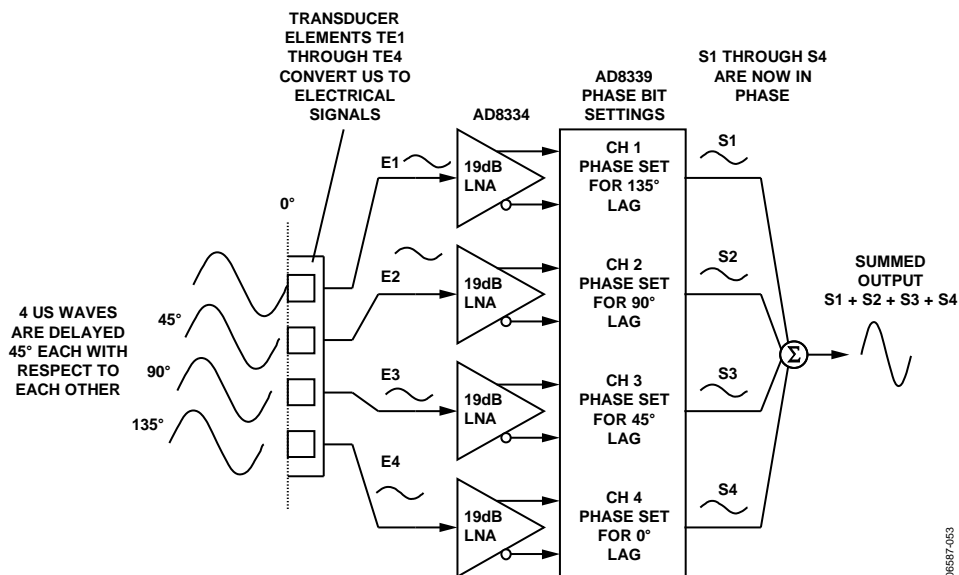 TRANSDUCER
ELEMENTS TE1
THROUGH TE4
CONVERT US TO
ELECTRICAL
SIGNALS
AD8334
AD8339
PHASE BIT
SETTINGS
S1 THROUGH S4
ARE NOW IN
PHASE
0°
4 US WAVES
ARE DELAYED
45° EACH WITH
RESPECT TO
EACH OTHER
45°
90°
135°
E1
19dB
LNA
CH 1
PHASE SET
FOR 135°
LAG
S1
E2
19dB
LNA
CH 2
PHASE SET
FOR 90°
LAG
S2
E3
19dB
LNA
CH 3
PHASE SET
FOR 45°
LAG
S3
E4
19dB
LNA
CH 4
PHASE SET
FOR 0°
LAG
S4
Σ
SUMMED
OUTPUT
S1 + S2 + S3 + S4
06587-053